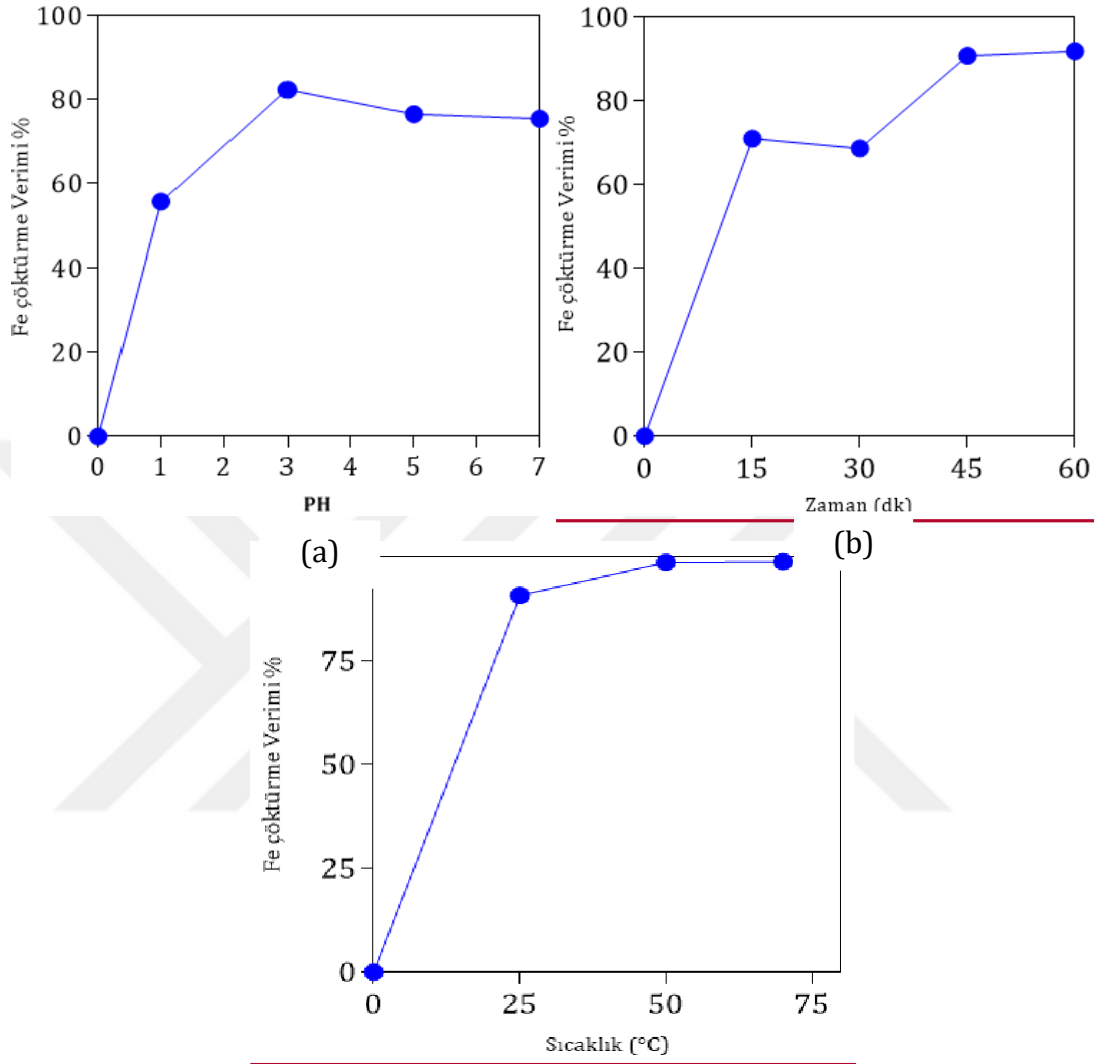 Fe çöktürme Verimi %
100
80
60
40
20
0
0 1 2 3 4 5 6 7
PH
(a)
Fe çöktürme Verimi %
100
80
60
40
20
0
0 15 30 45 60
Zaman (dk)
(b)
Fe çöktürme Verimi %
75
50
25
0
0 25 50 75
Sıcaklık (°C)